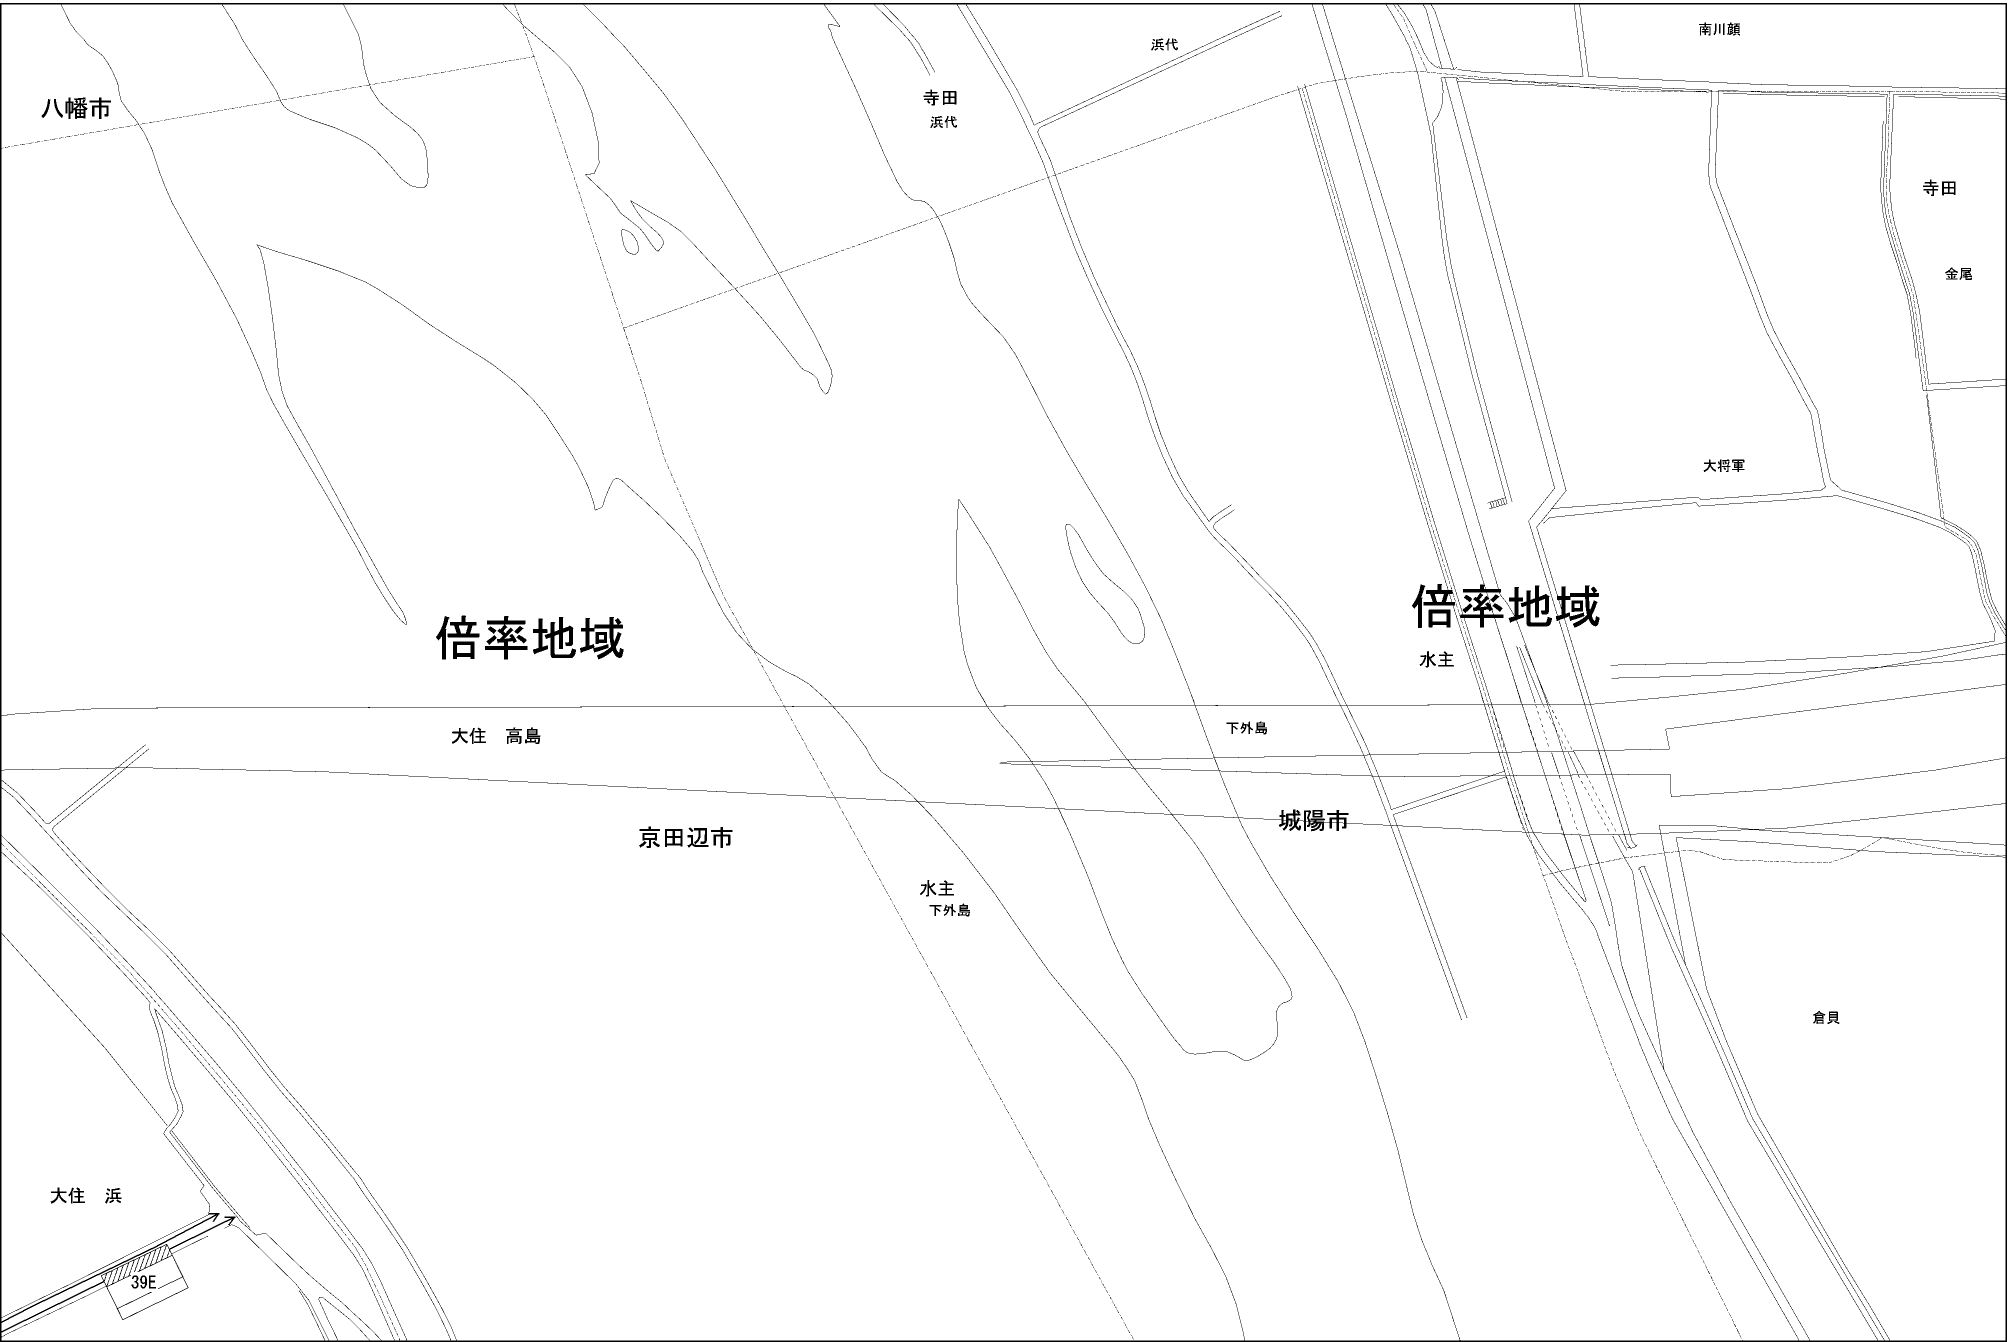 南川顔
浜代
八幡市
寺田
浜代
寺田
金尾
大将軍
倍率地域
倍率地域
水主
下外島
大住　高島
城陽市
京田辺市
水主
下外島
倉貝
大住　浜
39E